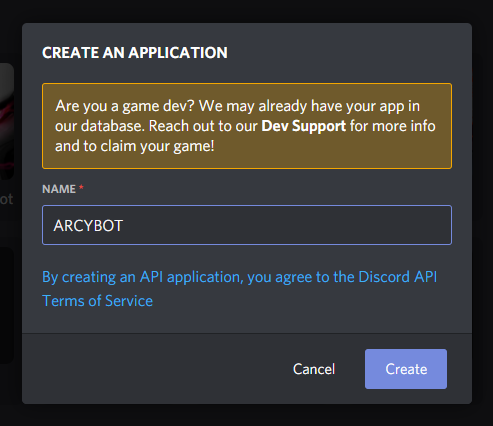 CREATE AN APPLICATION
Are you a game dev? We may already have your app in
our database. Reach out to our Dev Support for more info
and to claim your game!
NAME *
ARCYBOT
By creating an API application, you agree to the Discord API
Terms of Service
Cancel
Create